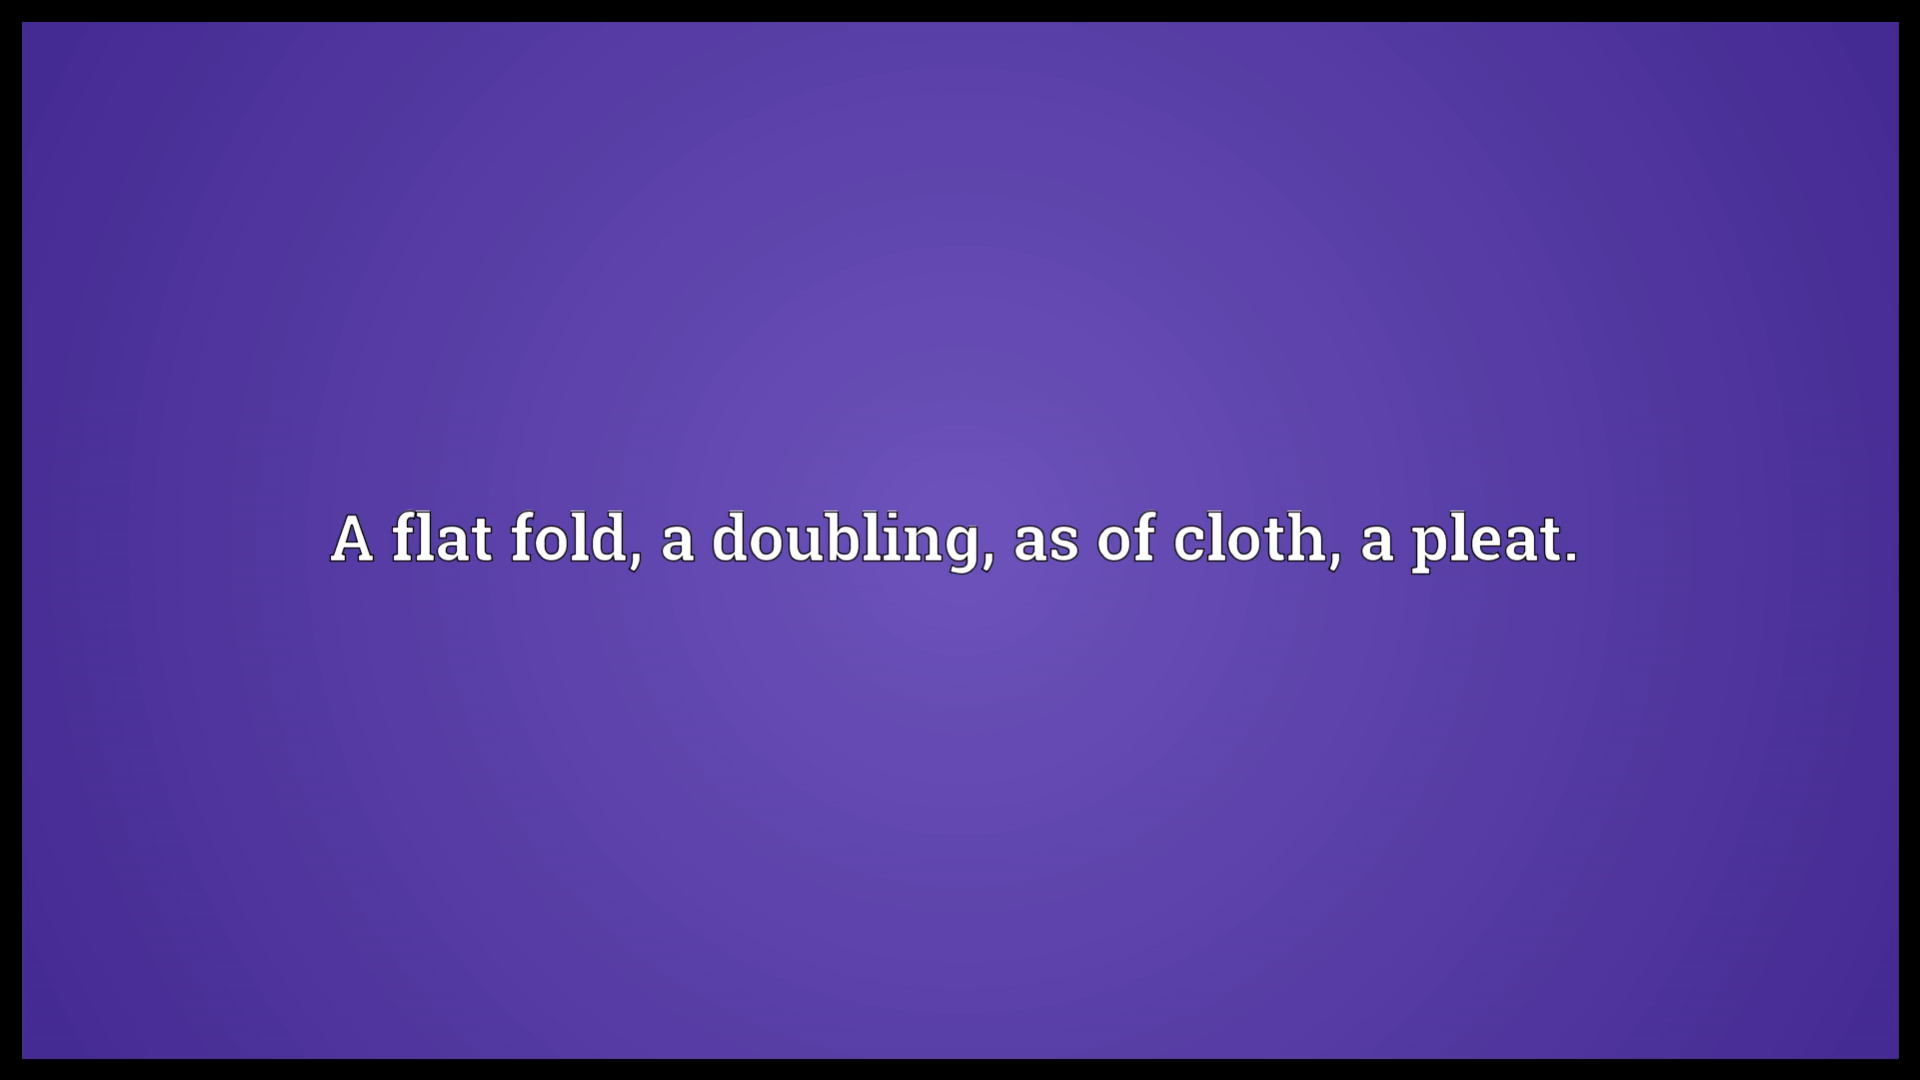 A flat fold, a doubling, as of cloth, a pleat.